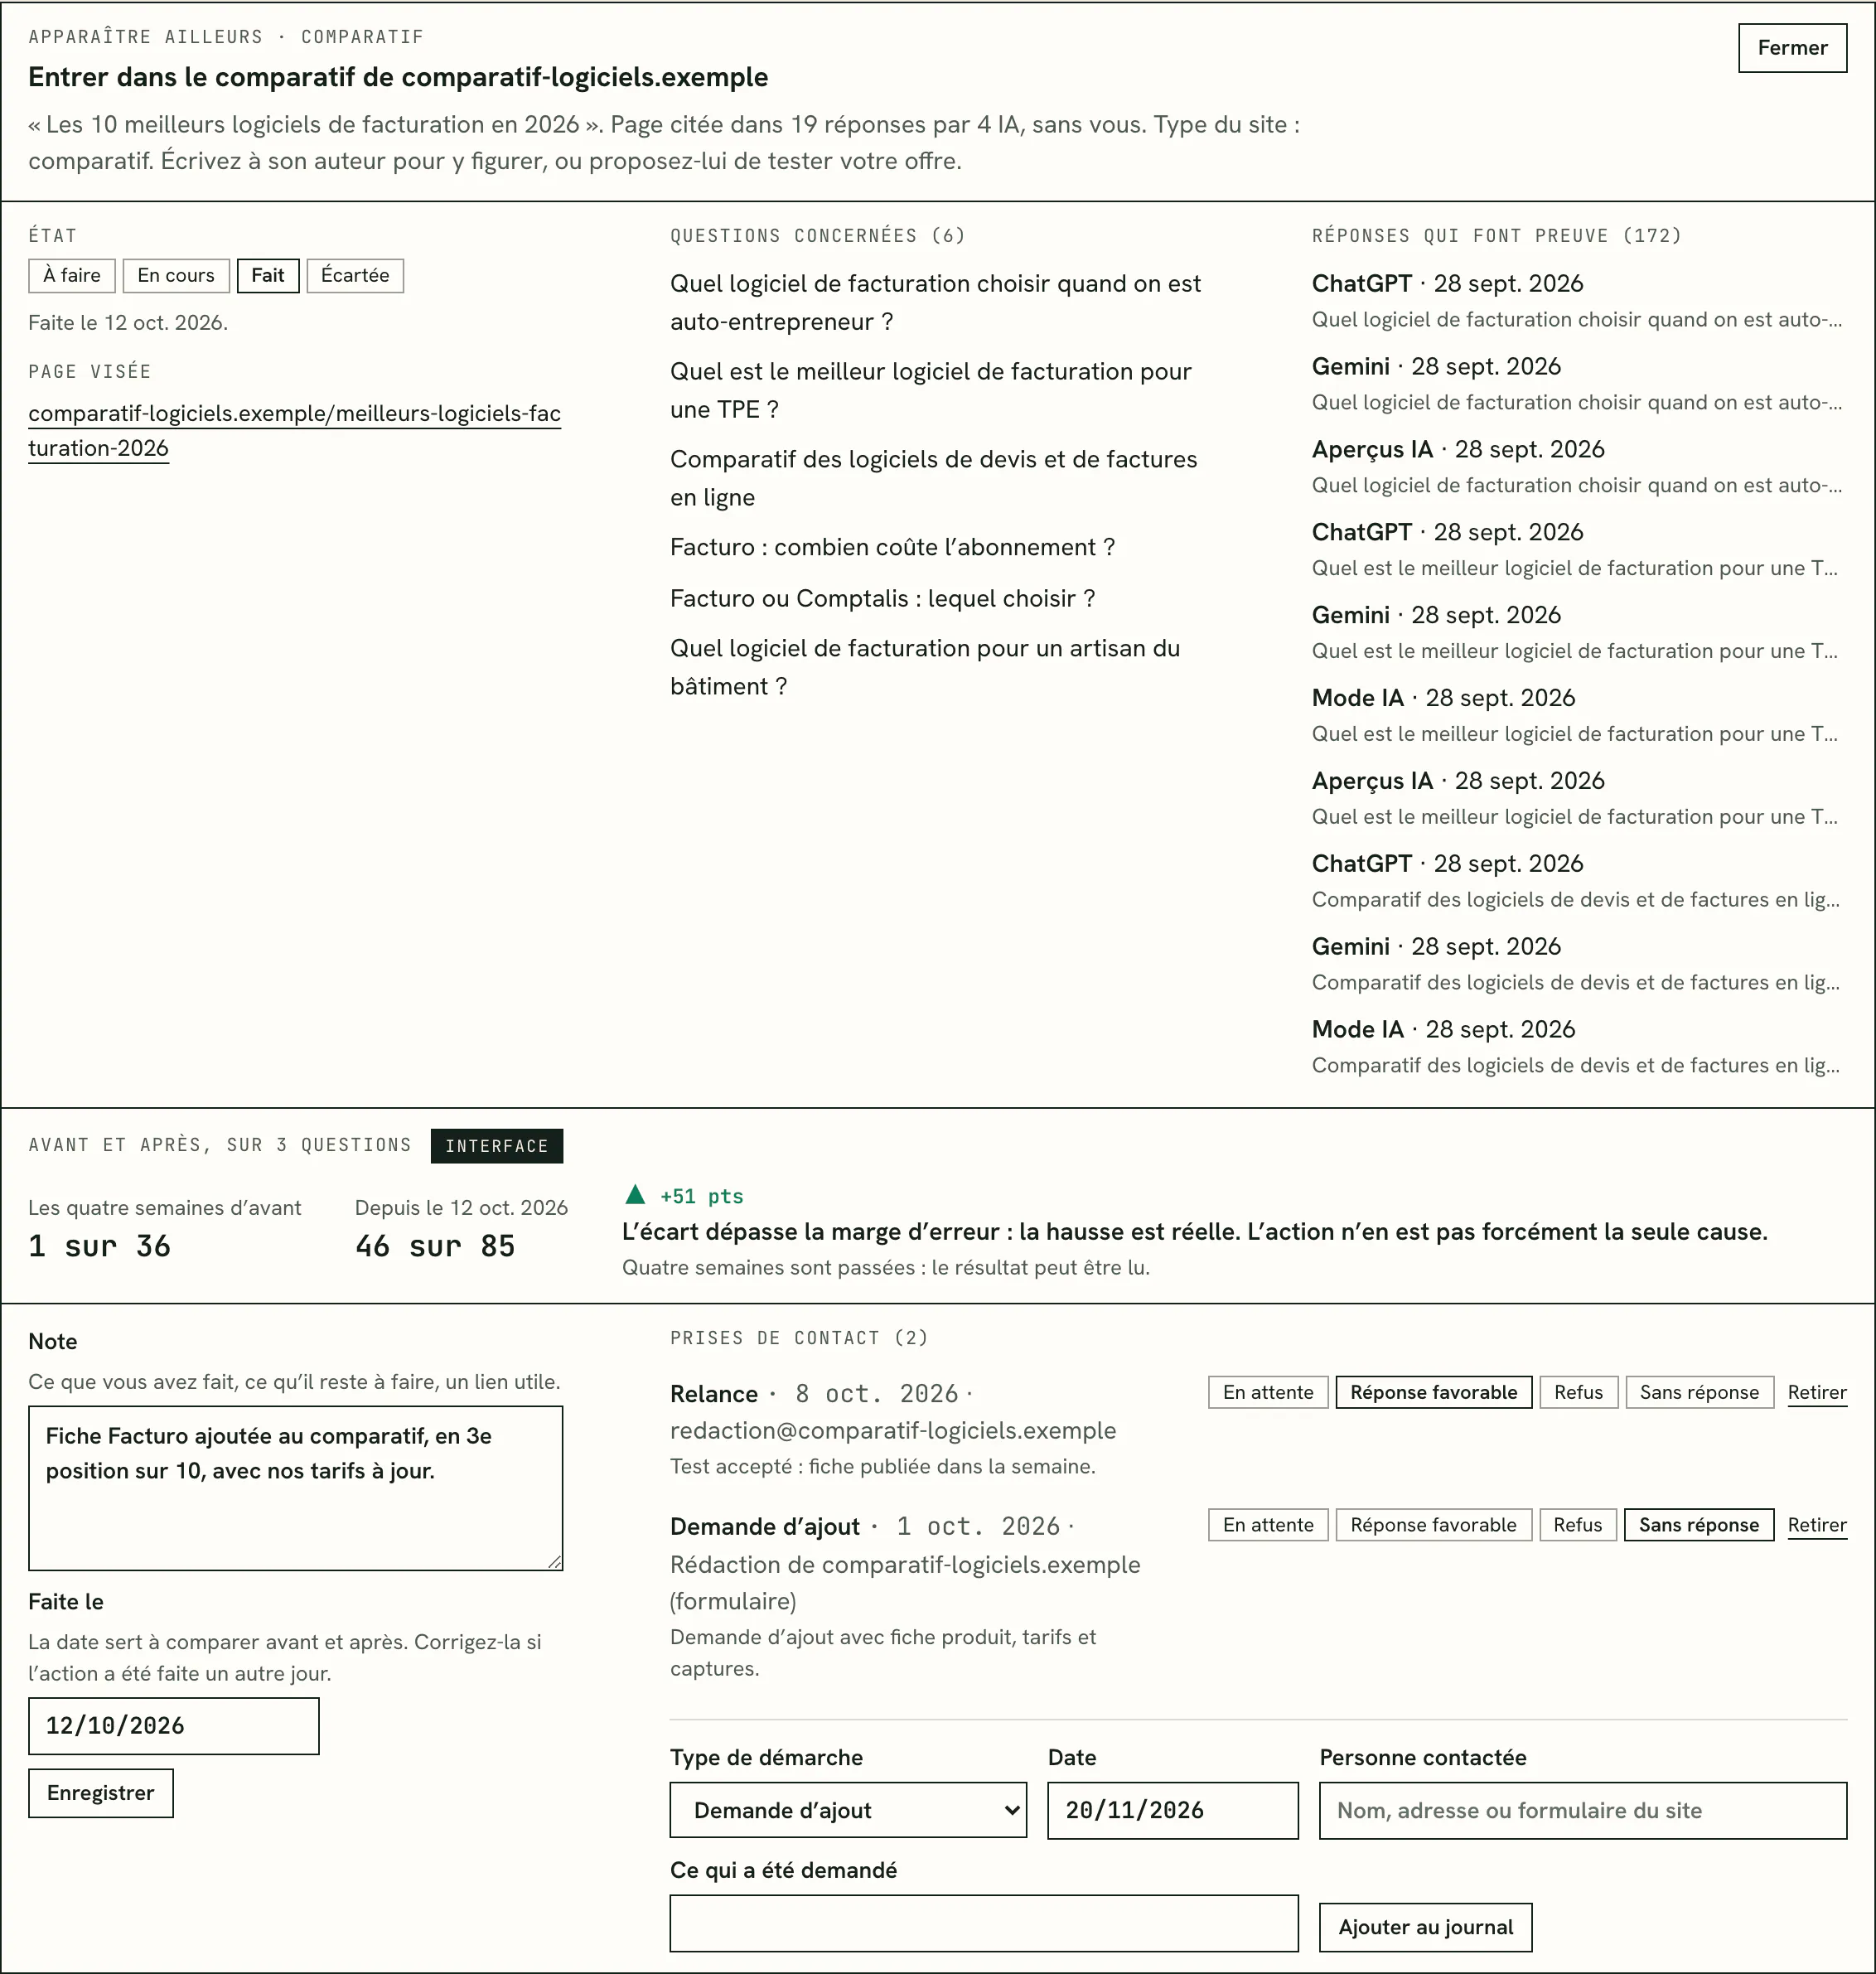 APPARAÎTRE AILLEURS · COMPARATIF
Fermer
Entrer dans le comparatif de comparatif-logiciels.exemple
« Les 10 meilleurs logiciels de facturation en 2026 ». Page citée dans 19 réponses par 4 IA, sans vous. Type du site :
comparatif. Écrivez à son auteur pour y figurer, ou proposez-lui de tester votre offre.
ÉTAT
À faire
En cours
Fait
Écartée
Faite le 12 oct. 2026.
PAGE VISÉE
comparatif-logiciels.exemple/meilleurs-logiciels-fac
turation-2026
QUESTIONS CONCERNÉES (6)
Quel logiciel de facturation choisir quand on est
auto-entrepreneur ?
Quel est le meilleur logiciel de facturation pour
une TPE ?
Comparatif des logiciels de devis et de factures
en ligne
Facturo : combien coûte l’abonnement ?
Facturo ou Comptalis : lequel choisir ?
Quel logiciel de facturation pour un artisan du
bâtiment ?
RÉPONSES QUI FONT PREUVE (172)
ChatGPT · 28 sept. 2026
Quel logiciel de facturation choisir quand on est auto-…
Gemini · 28 sept. 2026
Quel logiciel de facturation choisir quand on est auto-…
Aperçus IA · 28 sept. 2026
Quel logiciel de facturation choisir quand on est auto-…
ChatGPT · 28 sept. 2026
Quel est le meilleur logiciel de facturation pour une T…
Gemini · 28 sept. 2026
Quel est le meilleur logiciel de facturation pour une T…
Mode IA · 28 sept. 2026
Quel est le meilleur logiciel de facturation pour une T…
Aperçus IA · 28 sept. 2026
Quel est le meilleur logiciel de facturation pour une T…
ChatGPT · 28 sept. 2026
Comparatif des logiciels de devis et de factures en lig…
Gemini · 28 sept. 2026
Comparatif des logiciels de devis et de factures en lig…
Mode IA · 28 sept. 2026
Comparatif des logiciels de devis et de factures en lig…
AVANT ET APRÈS, SUR 3 QUESTIONS
INTERFACE
Les quatre semaines d’avant
1 sur 36
Depuis le 12 oct. 2026
46 sur 85
▲ +51 pts
L’écart dépasse la marge d’erreur : la hausse est réelle. L’action n’en est pas forcément la seule cause.
Quatre semaines sont passées : le résultat peut être lu.
Note
Ce que vous avez fait, ce qu’il reste à faire, un lien utile.
Fiche Facturo ajoutée au comparatif, en 3e
position sur 10, avec nos tarifs à jour.
Faite le
La date sert à comparer avant et après. Corrigez-la si
l’action a été faite un autre jour.
12/10/2026
Enregistrer
PRISES DE CONTACT (2)
Relance · 8 oct. 2026 ·
redaction@comparatif-logiciels.exemple
Test accepté : fiche publiée dans la semaine.
En attente
Réponse favorable
Refus
Sans réponse
Retirer
Demande d’ajout · 1 oct. 2026 ·
Rédaction de comparatif-logiciels.exemple
(formulaire)
Demande d’ajout avec fiche produit, tarifs et
captures.
En attente
Réponse favorable
Refus
Sans réponse
Retirer
Type de démarche
Demande d’ajout
Date
20/11/2026
Personne contactée
Nom, adresse ou formulaire du site
Ce qui a été demandé
Ajouter au journal